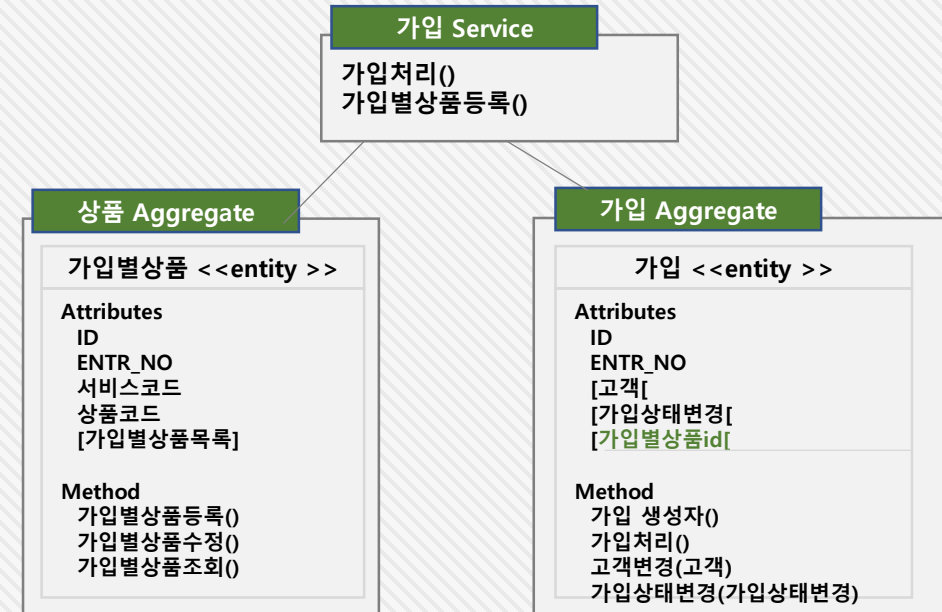 가입 Service
가입처리()
가입별상품등록()
상품 Aggregate
가입별상품 <<entity >>
Attributes
ID
ENTR_NO
서비스코드
상품코드
[가입별상품목록]
Method
가입별상품등록()
가입별상품수정()
가입별상품조회()
가입 Aggregate
가입 <<entity >>
Attributes
ID
ENTR_NO
[고객[
[가입상태변경[
[가입별상품id[
Method
가입 생성자()
가입처리()
고객변경(고객)
가입상태변경(가입상태변경)